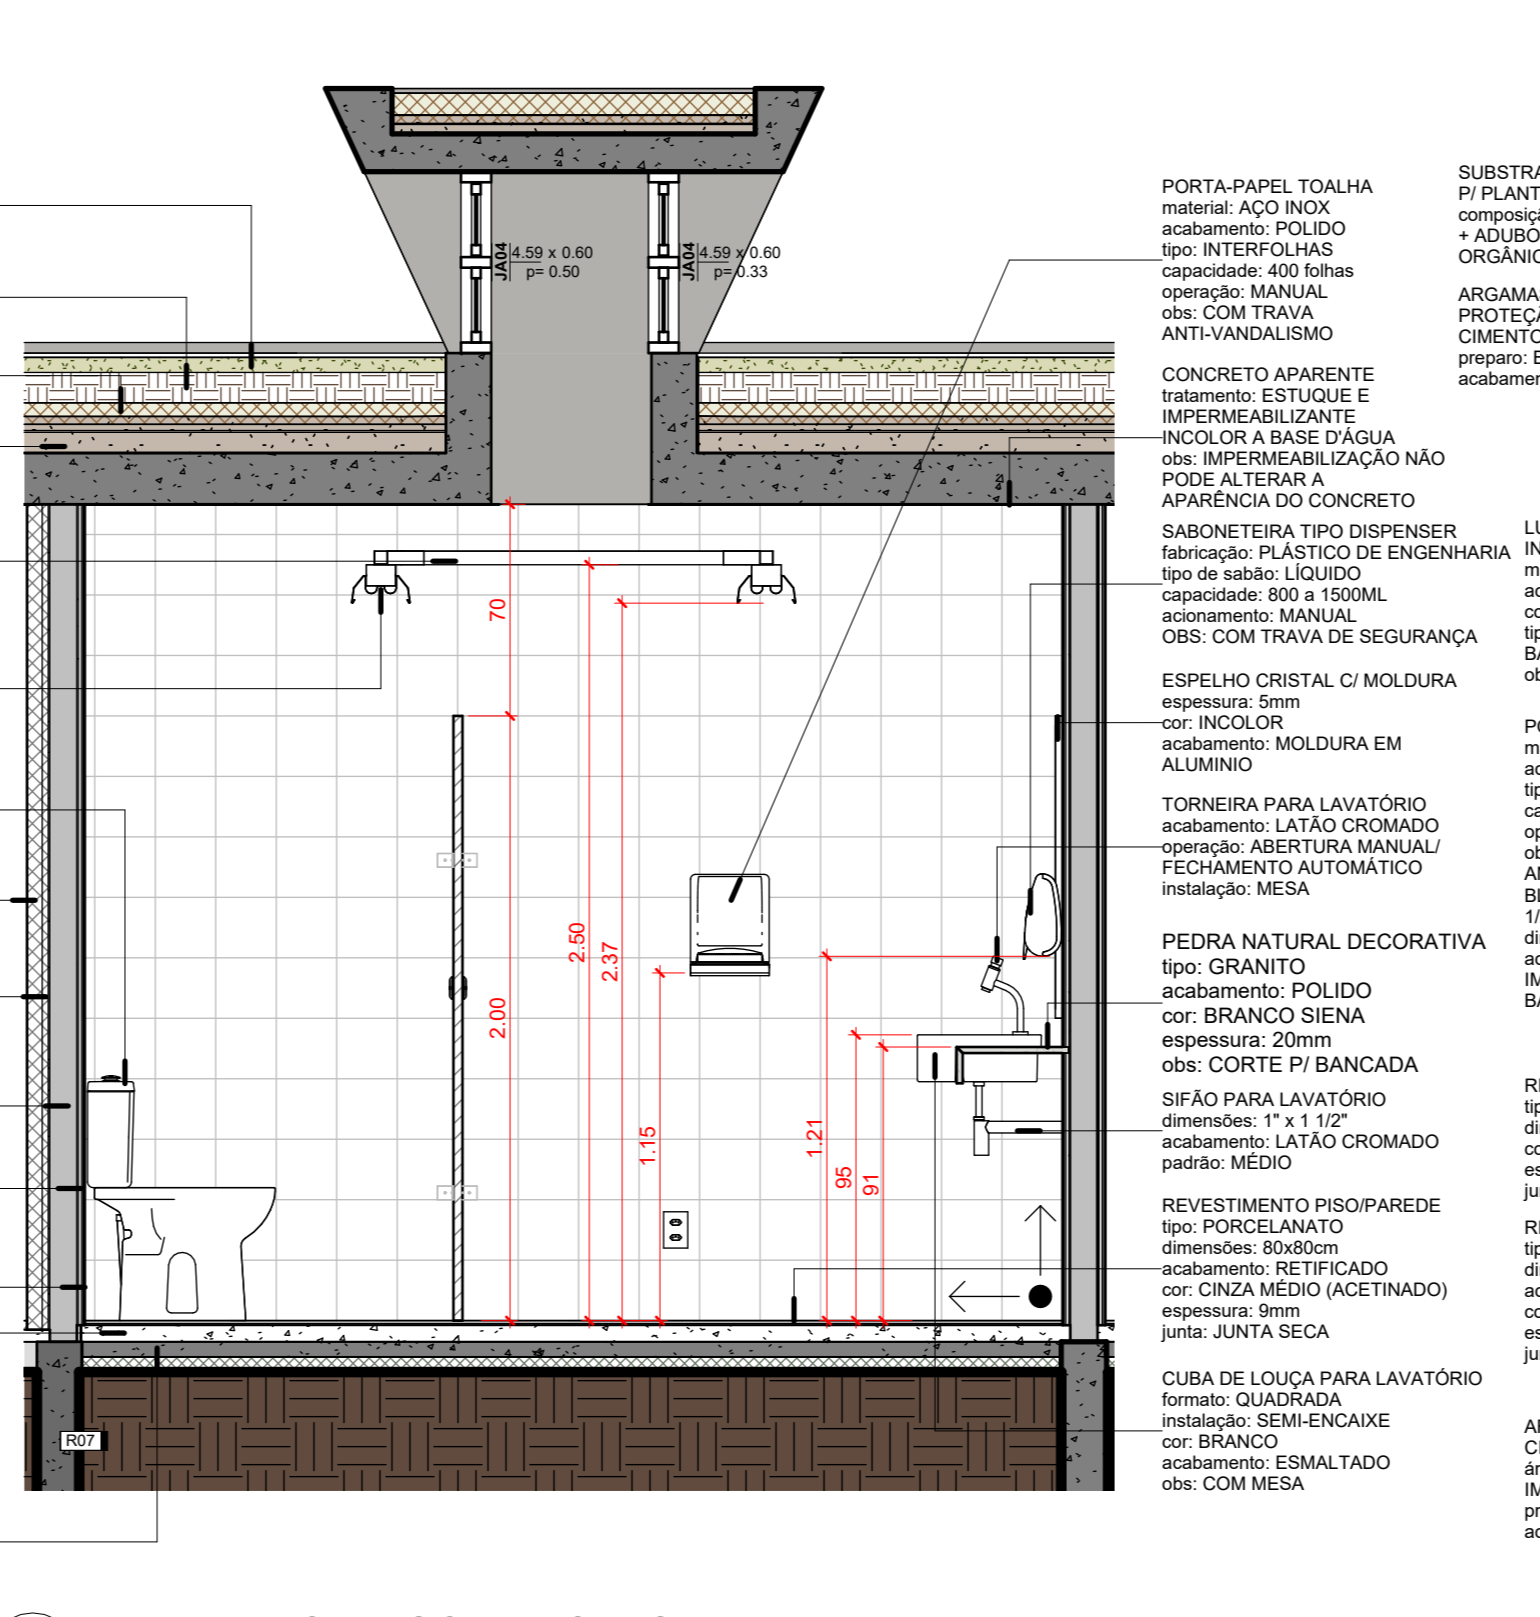 JA04
4.59 x 0.60
p= 0.50
JA04
4.59 x 0.60
p= 0.33
70
2.00
2.50
2.37
1.15
1.21
95
91
R07
PORTA-PAPEL TOALHA
material: AÇO INOX
acabamento: POLIDO
tipo: INTERFOLHAS
capacidade: 400 folhas
operação: MANUAL
obs: COM TRAVA
ANTI-VANDALISMO
CONCRETO APARENTE
tratamento: ESTUQUE E
IMPERMEABILIZANTE
INCOLOR A BASE D'ÁGUA
obs: IMPERMEABILIZAÇÃO NÃO
PODE ALTERAR A
APARÊNCIA DO CONCRETO
SABONETEIRA TIPO DISPENSER
fabricação: PLÁSTICO DE ENGENHARIA
tipo de sabão: LÍQUIDO
capacidade: 800 a 1500ML
acionamento: MANUAL
OBS: COM TRAVA DE SEGURANÇA
ESPELHO CRISTAL C/ MOLDURA
espessura: 5mm
cor: INCOLOR
acabamento: MOLDURA EM
ALUMINIO
TORNEIRA PARA LAVATÓRIO
acabamento: LATÃO CROMADO
operação: ABERTURA MANUAL/
FECHAMENTO AUTOMÁTICO
instalação: MESA
PEDRA NATURAL DECORATIVA
tipo: GRANITO
acabamento: POLIDO
cor: BRANCO SIENA
espessura: 20mm
obs: CORTE P/ BANCADA
SIFÃO PARA LAVATÓRIO
dimensões: 1" x 1 1/2"
acabamento: LATÃO CROMADO
padrão: MÉDIO
REVESTIMENTO PISO/PAREDE
tipo: PORCELANATO
dimensões: 80x80cm
acabamento: RETIFICADO
cor: CINZA MÉDIO (ACETINADO)
espessura: 9mm
junta: JUNTA SECA
CUBA DE LOUÇA PARA LAVATÓRIO
formato: QUADRADA
instalação: SEMI-ENCAIXE
cor: BRANCO
acabamento: ESMALTADO
obs: COM MESA
P/
+ ADUBO